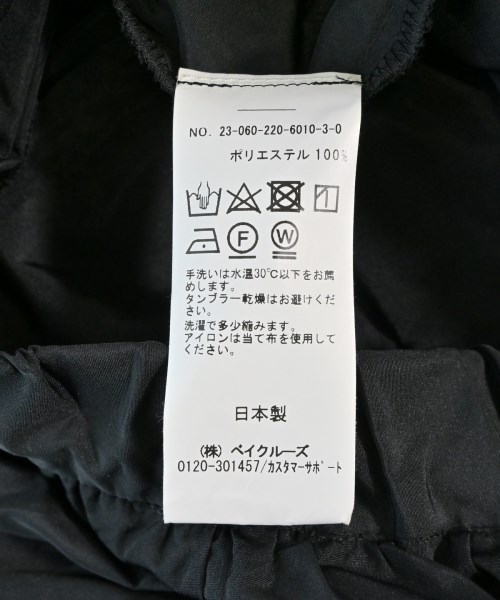 NO. 23-060-220-6010-3-0
ポリエステル 100%
F W
手洗いは水温30℃以下をお薦
めします。
タンブラー乾燥はお避けくだ
さい。
洗濯で多少縮みます。
アイロンは当て布を使用して
ください。
日本製
(株) ベイクルーズ
0120-301457/カスタマーサポート